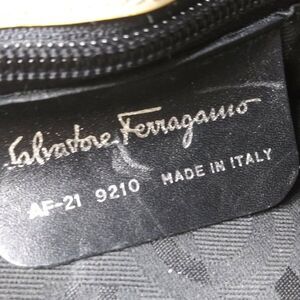 Salvatore Ferragamo
AF-21 9210 MADE IN ITALY